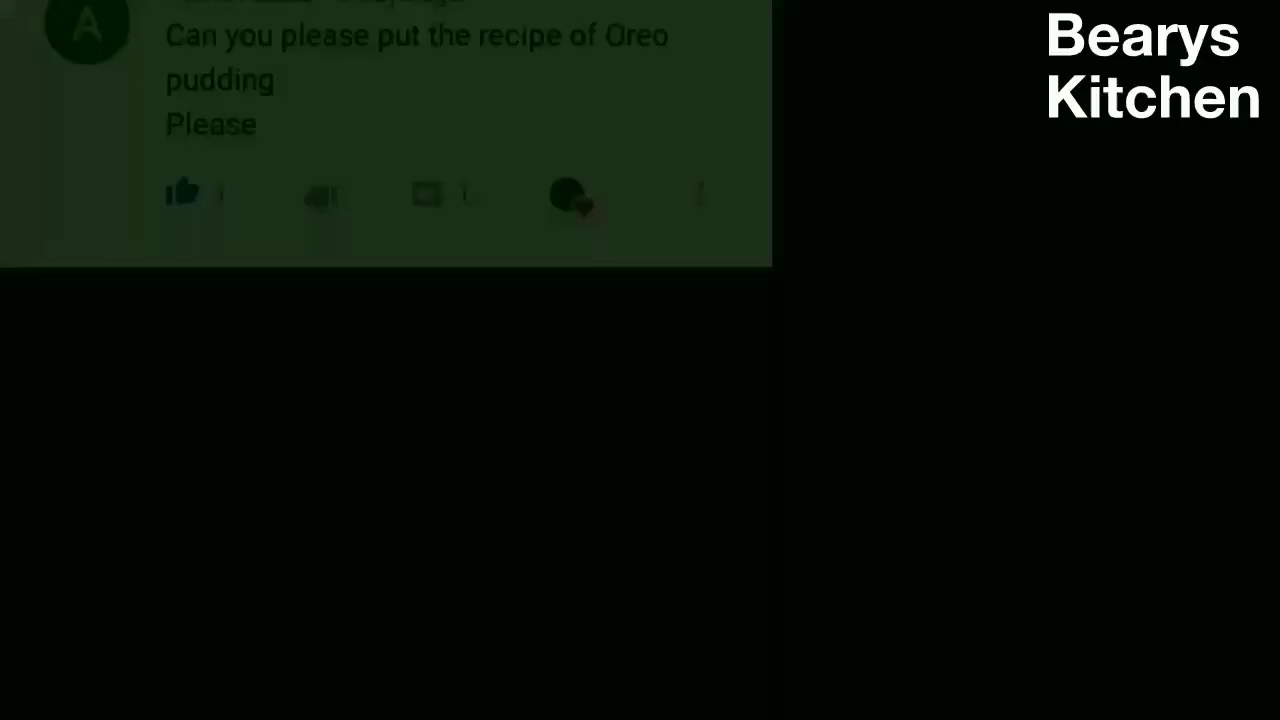 A
Can you please put the recipe of Oreo
pudding
Please
Bearys
Kitchen